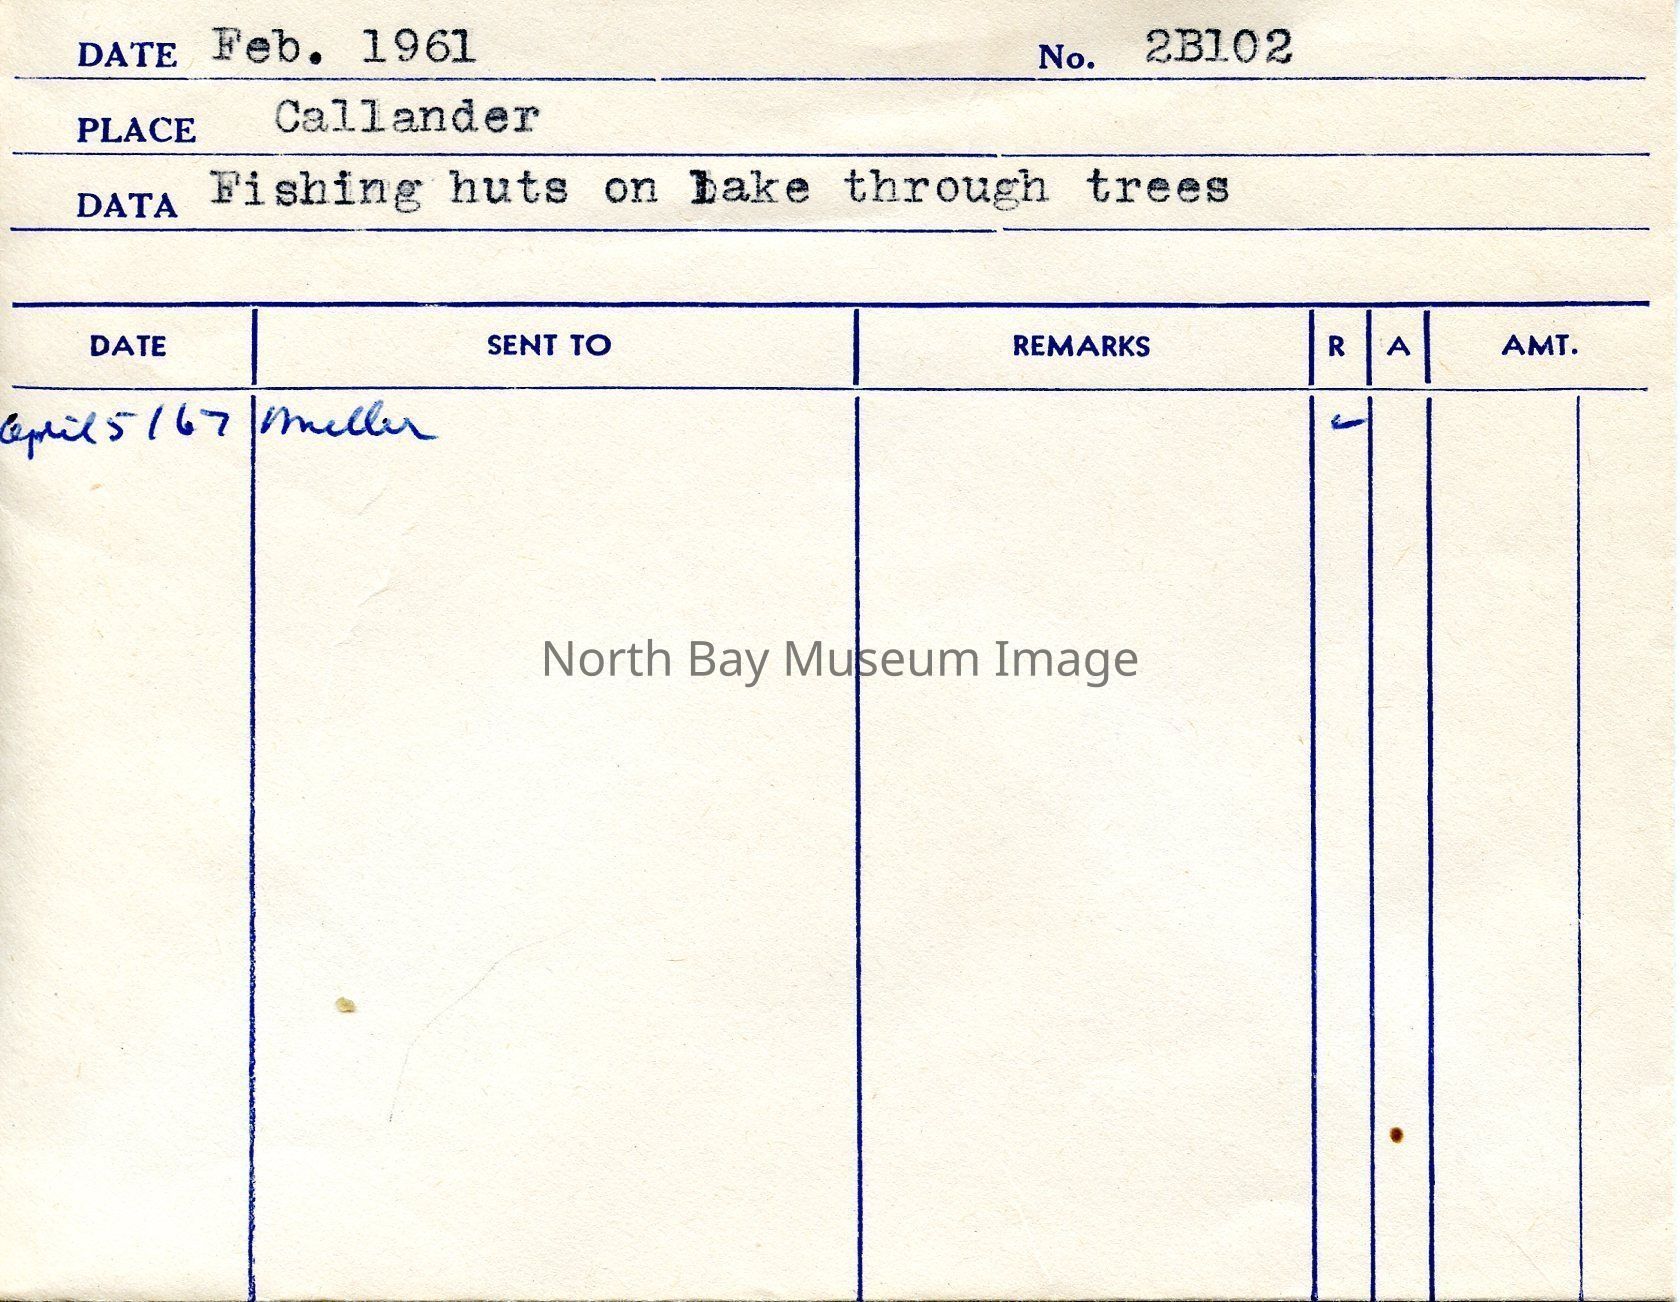 DATE Feb. 1961 No. 2B102
PLACE Callander
DATA Fishing huts on lake through trees
DATE SENT TO REMARKS R A AMT.
April 5/67 Mueller
North Bay Museum Image